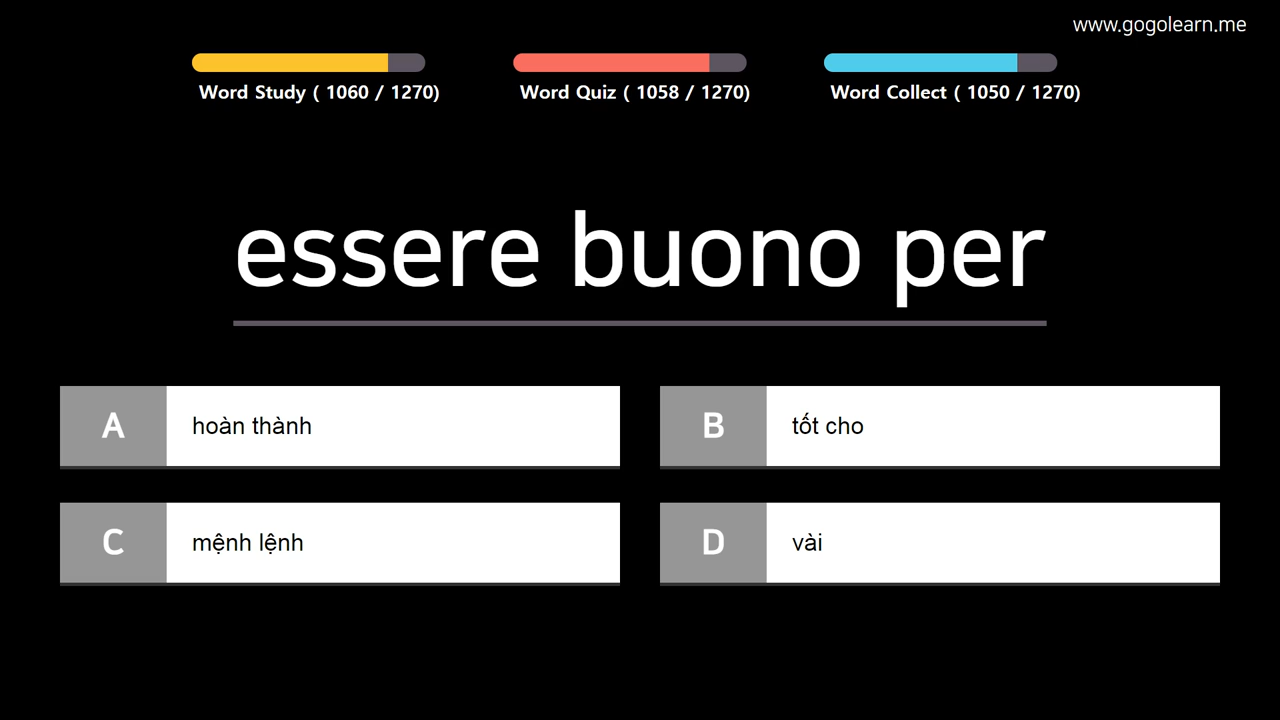 www.gogolearn.me
Word Study ( 1060 / 1270)
Word Quiz ( 1058 / 1270)
Word Collect ( 1050 / 1270)
essere buono per
A hoàn thành
B tốt cho
C mệnh lệnh
D vài